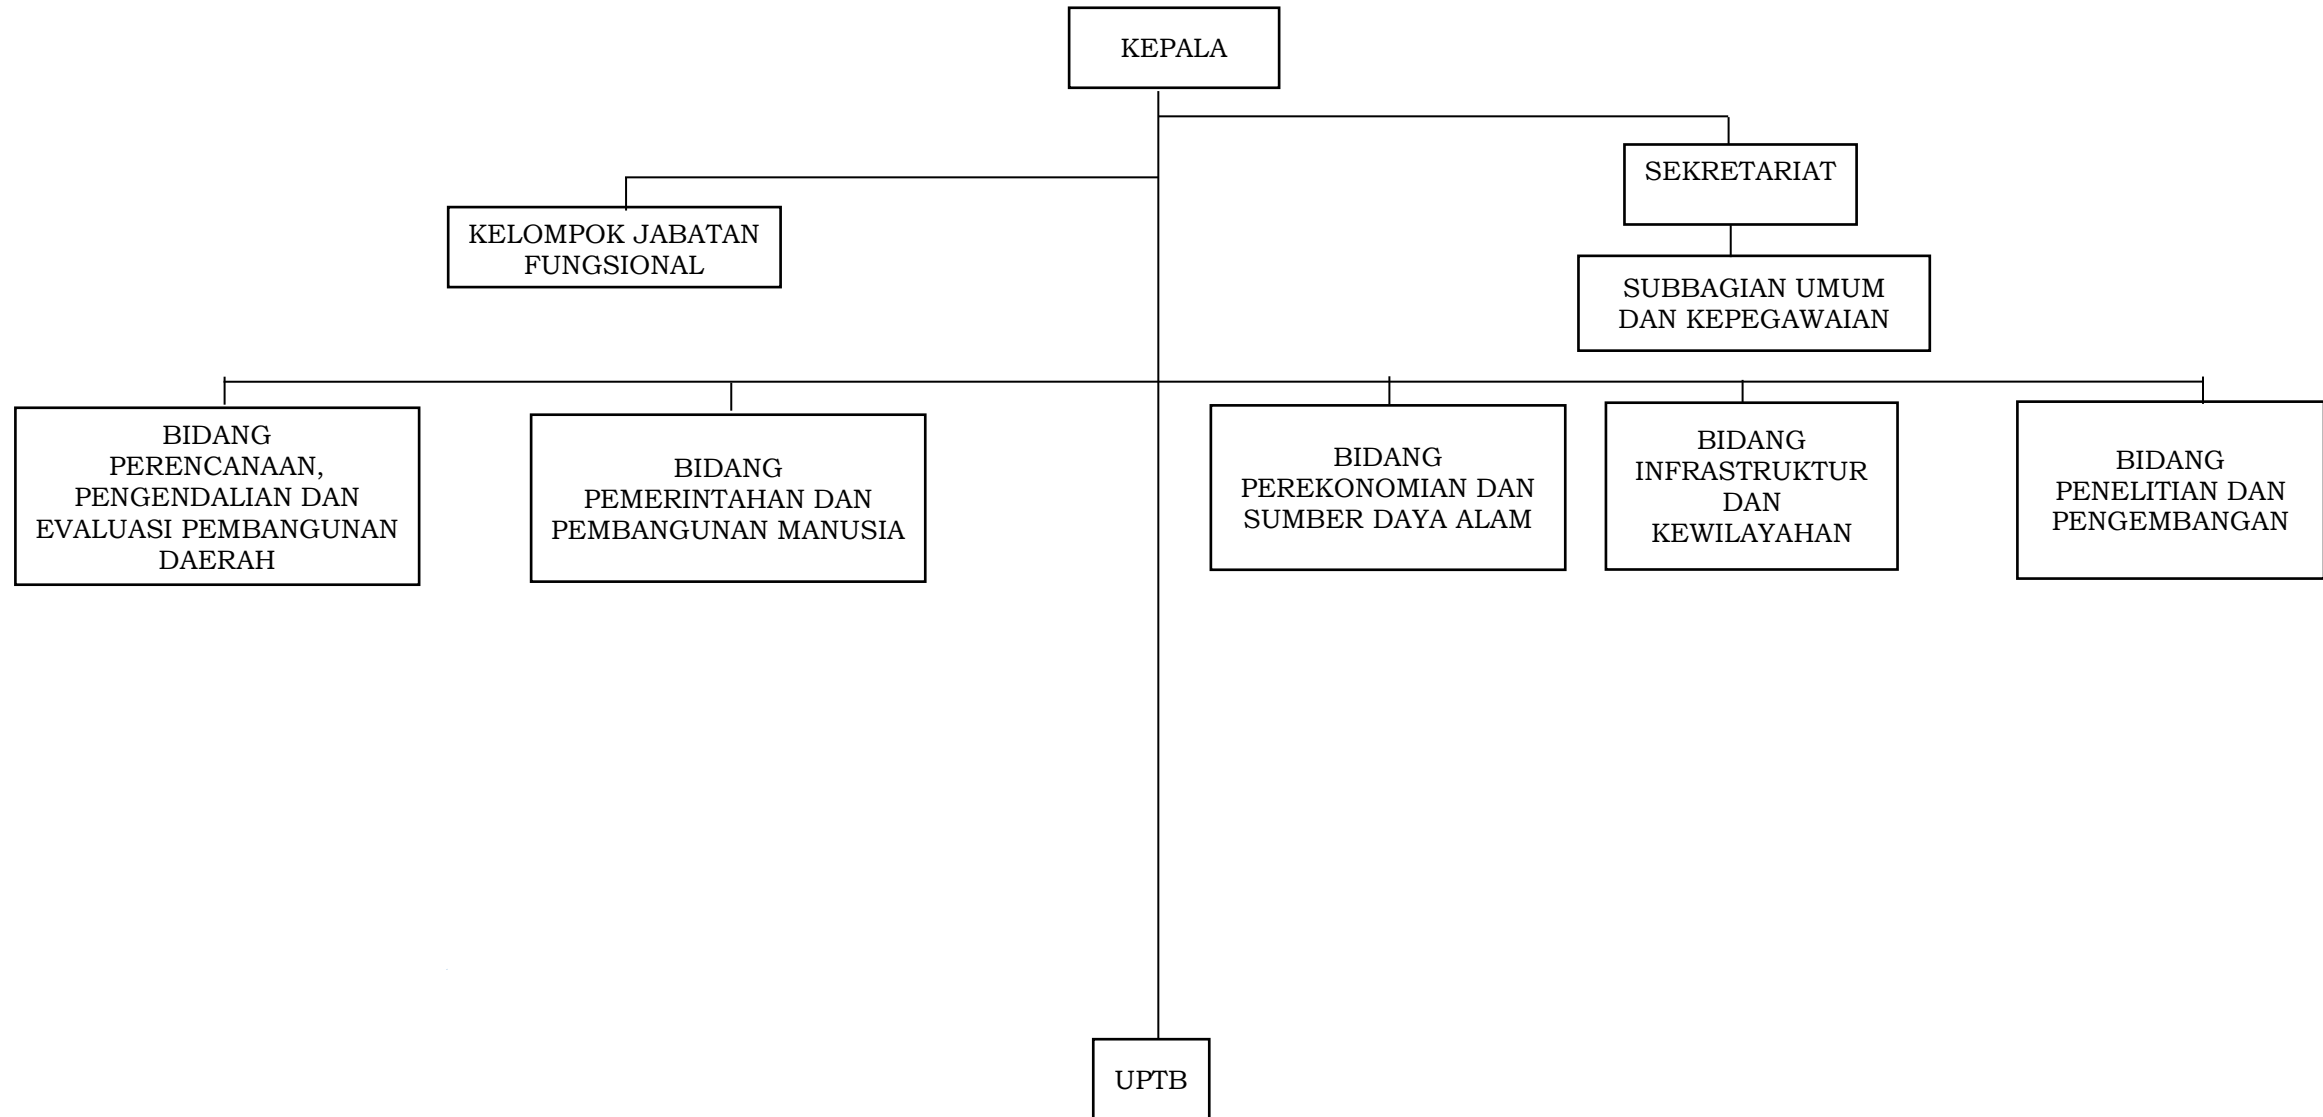 KEPALA
SEKRETARIAT
KELOMPOK JABATAN
FUNGSIONAL
SUBBAGIAN UMUM
DAN KEPEGAWAIAN
BIDANG
PERENCANAAN,
PENGENDALIAN DAN
EVALUASI PEMBANGUNAN
DAERAH
BIDANG
PEMERINTAHAN DAN
PEMBANGUNAN MANUSIA
BIDANG
PEREKONOMIAN DAN
SUMBER DAYA ALAM
BIDANG
INFRASTRUKTUR
DAN
KEWILAYAHAN
BIDANG
PENELITIAN DAN
PENGEMBANGAN
UPTB